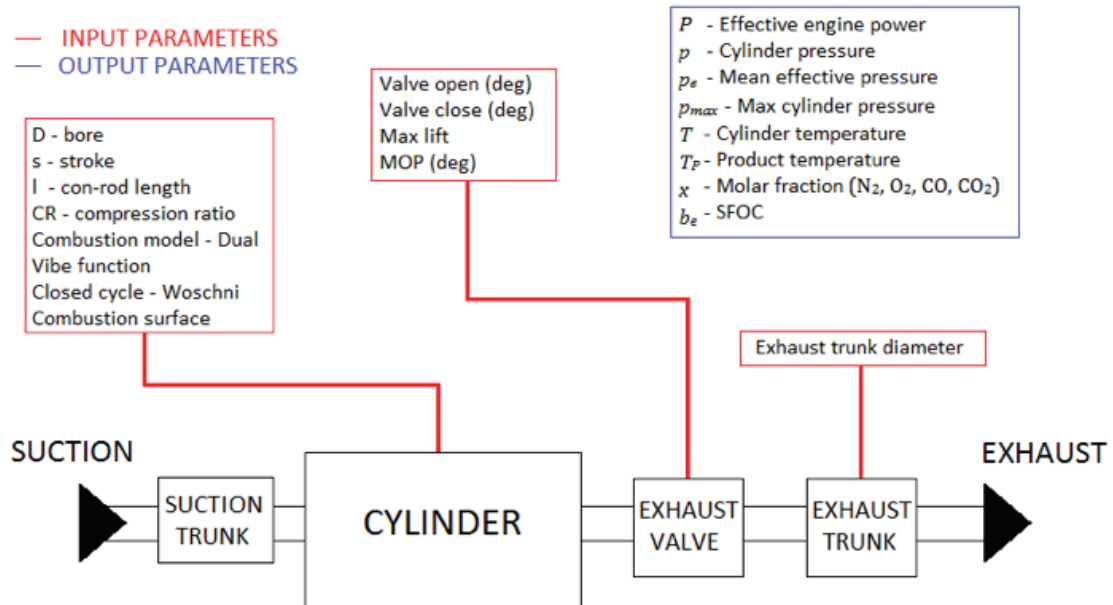 INPUT PARAMETERS
OUTPUT PARAMETERS
D - bore
s - stroke
l - con-rod length
CR - compression ratio
Combustion model - Dual
Vibe function
Closed cycle - Woschni
Combustion surface
Valve open (deg)
Valve close (deg)
Max lift
MOP (deg)
P - Effective engine power
p - Cylinder pressure
pₑ - Mean effective pressure
pₘₐₓ - Max cylinder pressure
T - Cylinder temperature
T_P - Product temperature
x - Molar fraction (N₂, O₂, CO, CO₂)
bₑ - SFOC
Exhaust trunk diameter
SUCTION
EXHAUST
SUCTION
TRUNK
CYLINDER
EXHAUST
VALVE
EXHAUST
TRUNK